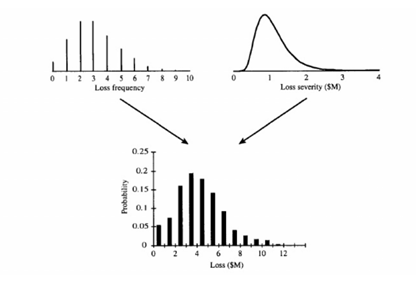 0 1 2 3 4 5 6 7 8 9 10
Loss frequency
0 1 2 3 4
Loss severity ($M)
0.25
0.2
0.15
0.1
0.05
0
Probability
0 2 4 6 8 10 12
Loss ($M)